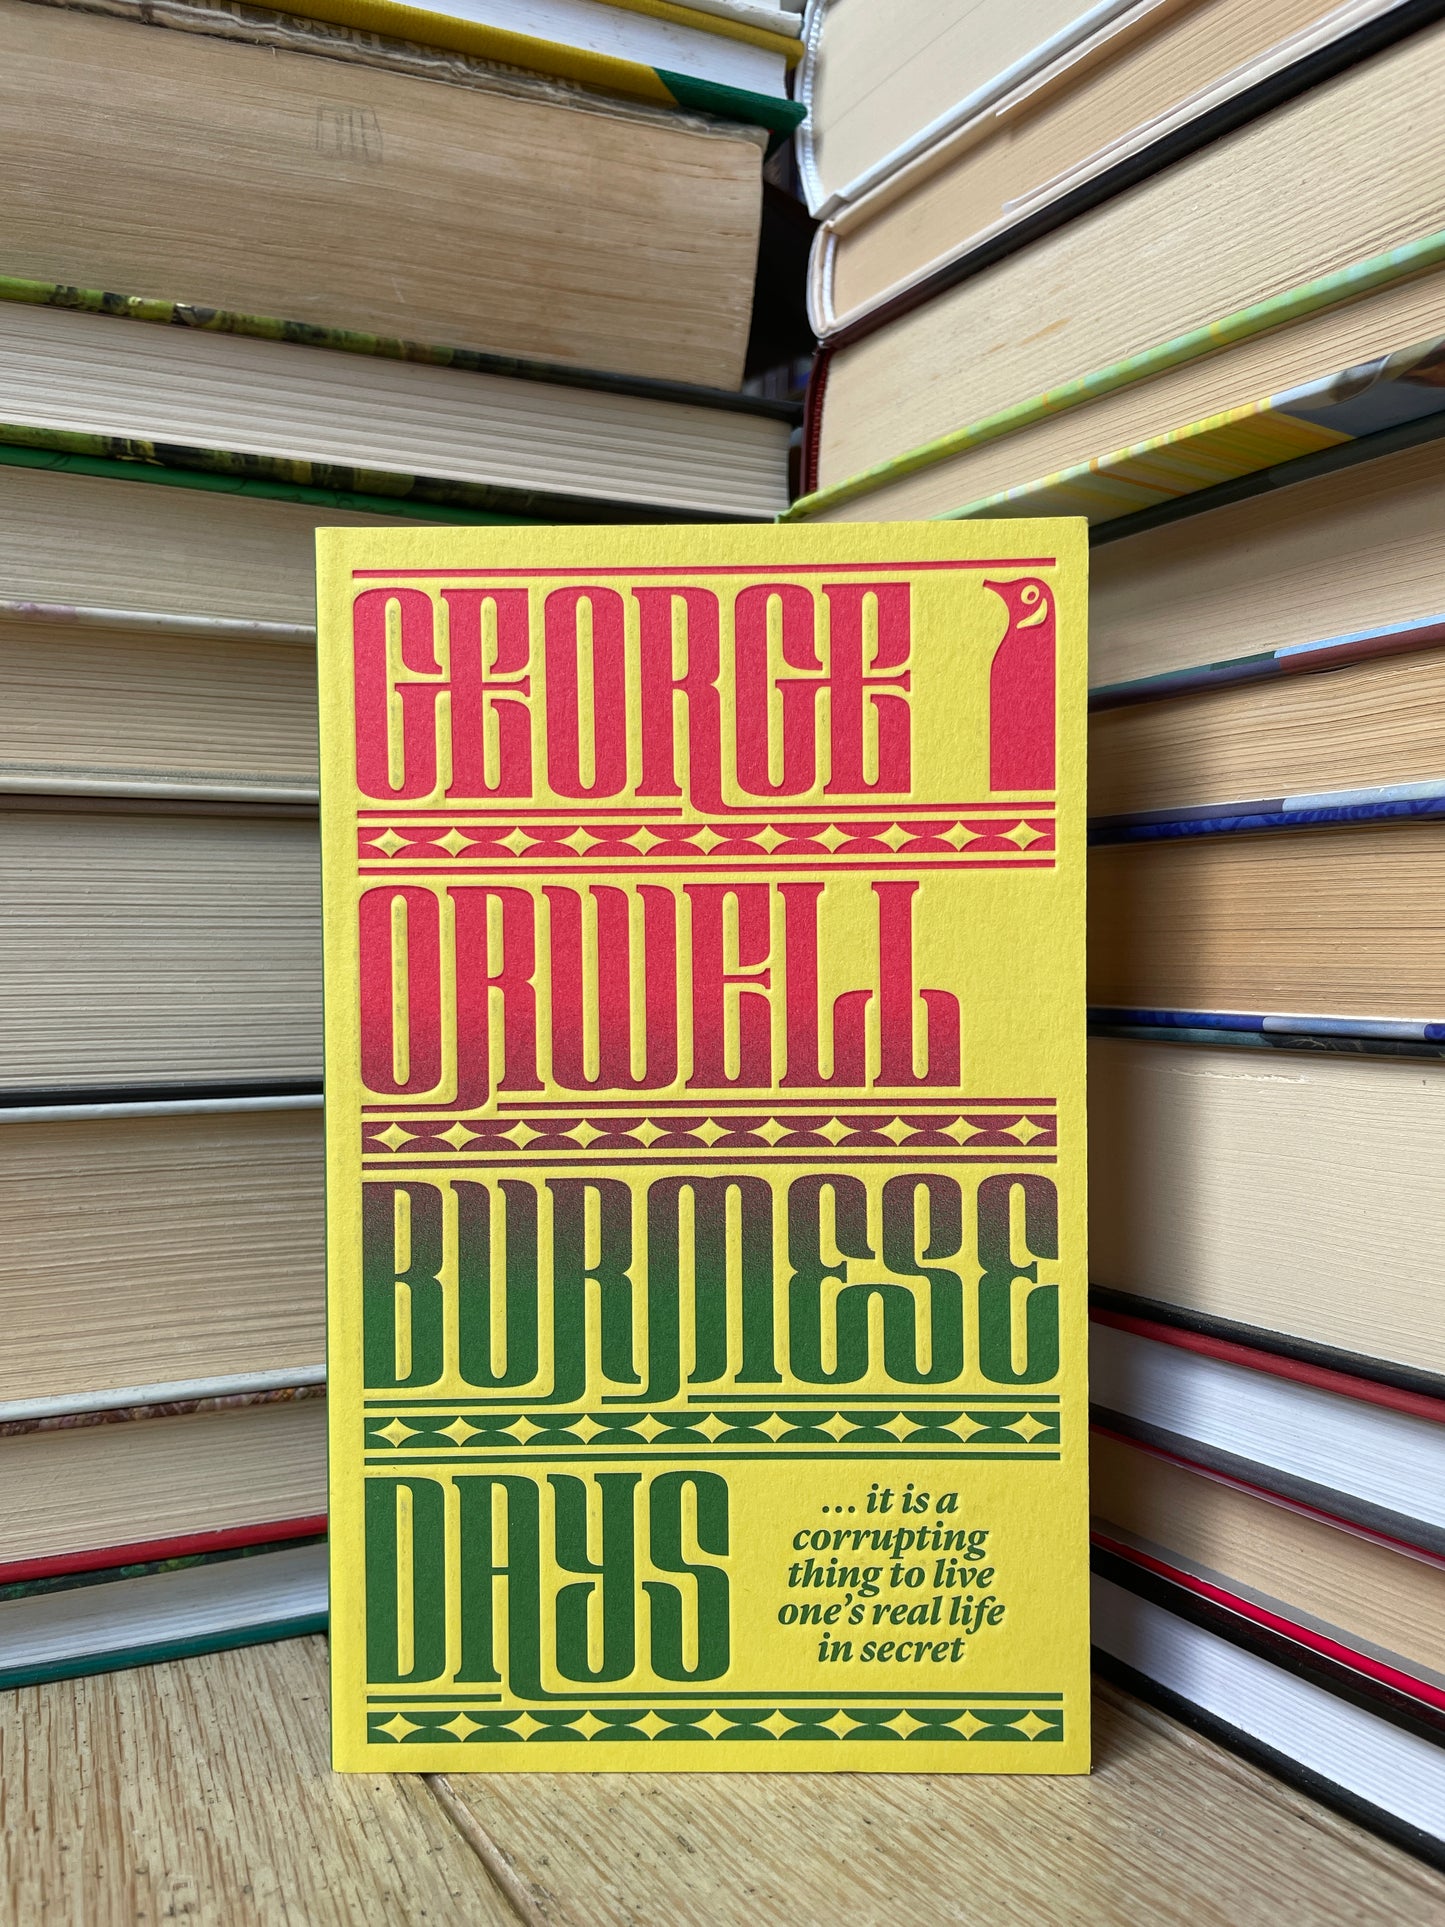 GEORGE
ORWELL
BURMESE
DAYS
... it is a
corrupting
thing to live
one's real life
in secret